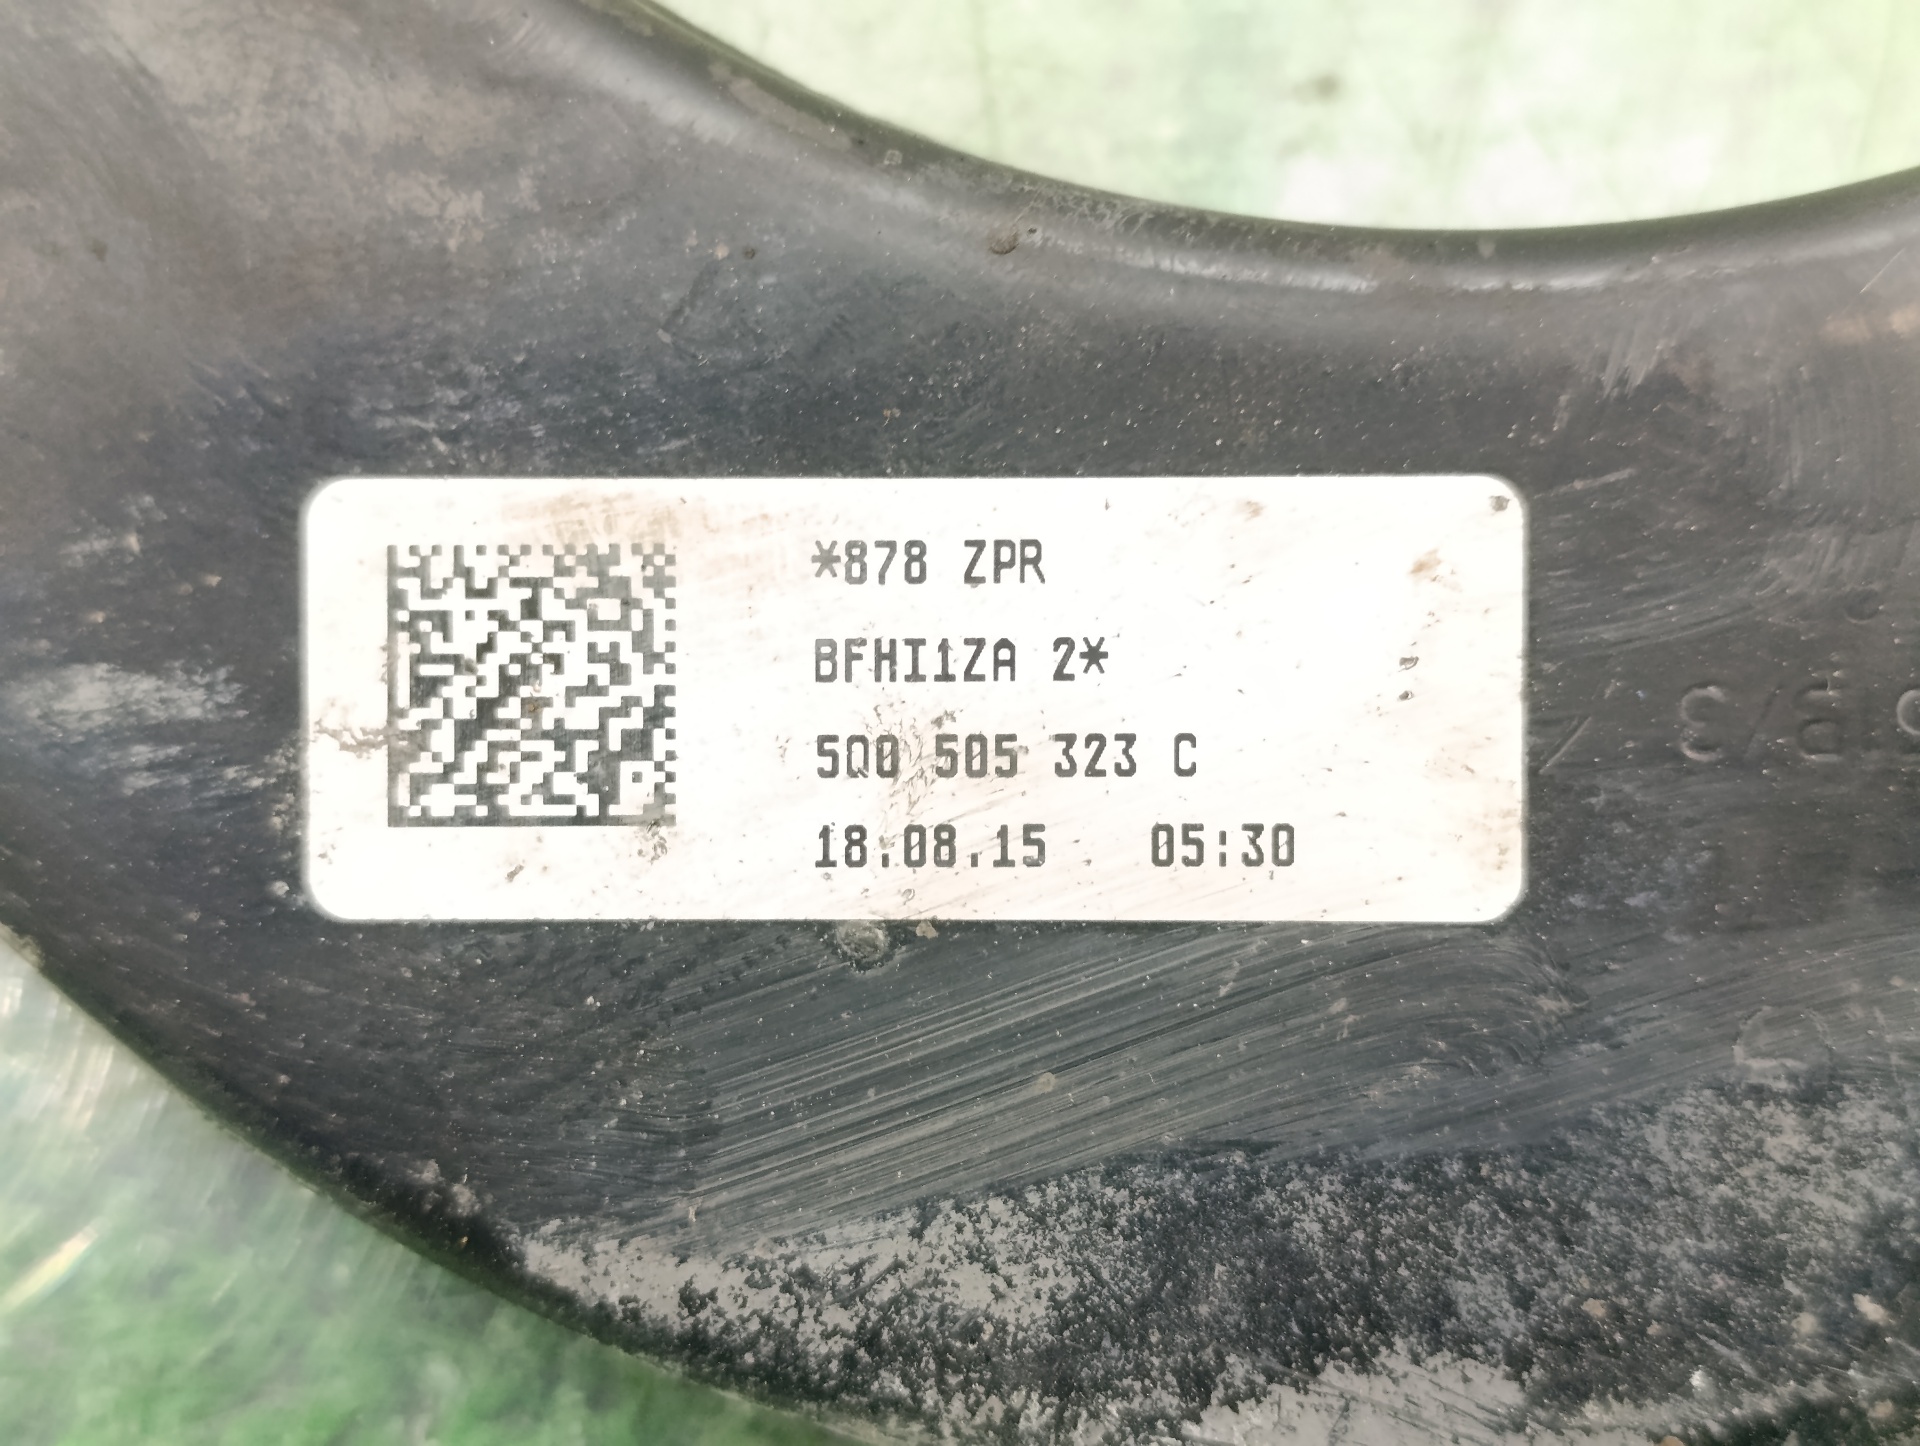 *878 ZPR
BFHI1ZA 2*
5Q0 505 323 C
18.08.15 05:30